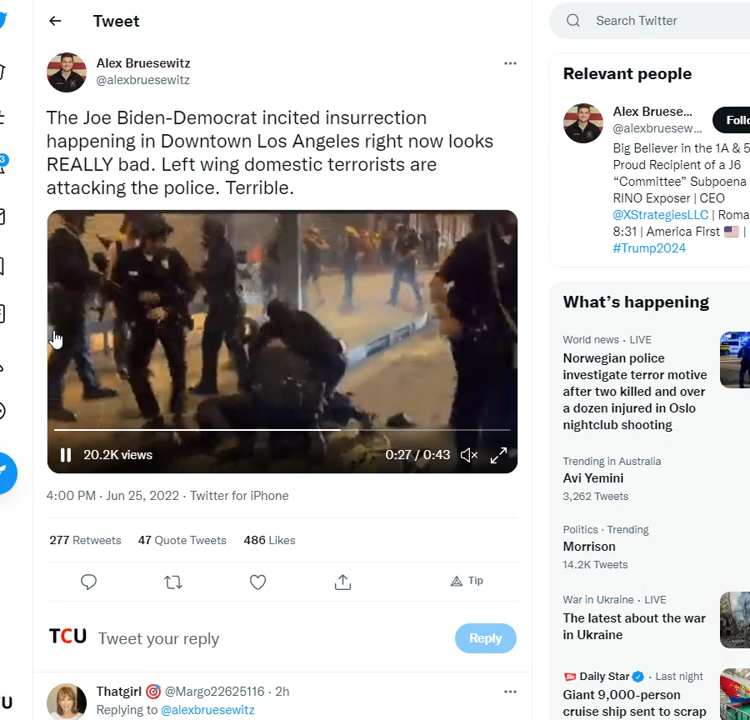 Tweet
Search Twitter
Alex Bruesewitz
@alexbruesewitz
The Joe Biden-Democrat incited insurrection
happening in Downtown Los Angeles right now looks
REALLY bad. Left wing domestic terrorists are
attacking the police. Terrible.
20.2K views
0:27 / 0:43
4:00 PM · Jun 25, 2022 · Twitter for iPhone
277 Retweets 47 Quote Tweets 486 Likes
Tip
TCU Tweet your reply
Reply
Thatgirl 🎯 @Margo22625116 · 2h
Replying to @alexbruesewitz
Relevant people
Alex Bruese...
@alexbruesew...
Follo
Big Believer in the 1A & 5
Proud Recipient of a J6
“Committee” Subpoena
RINO Exposer | CEO
@XStrategiesLLC | Roma
8:31 | America First 🇺🇸 |
#Trump2024
What’s happening
World news · LIVE
Norwegian police
investigate terror motive
after two killed and over
a dozen injured in Oslo
nightclub shooting
Trending in Australia
Avi Yemini
3,262 Tweets
Politics · Trending
Morrison
14.2K Tweets
War in Ukraine · LIVE
The latest about the war
in Ukraine
Daily Star · Last night
Giant 9,000-person
cruise ship sent to scrap